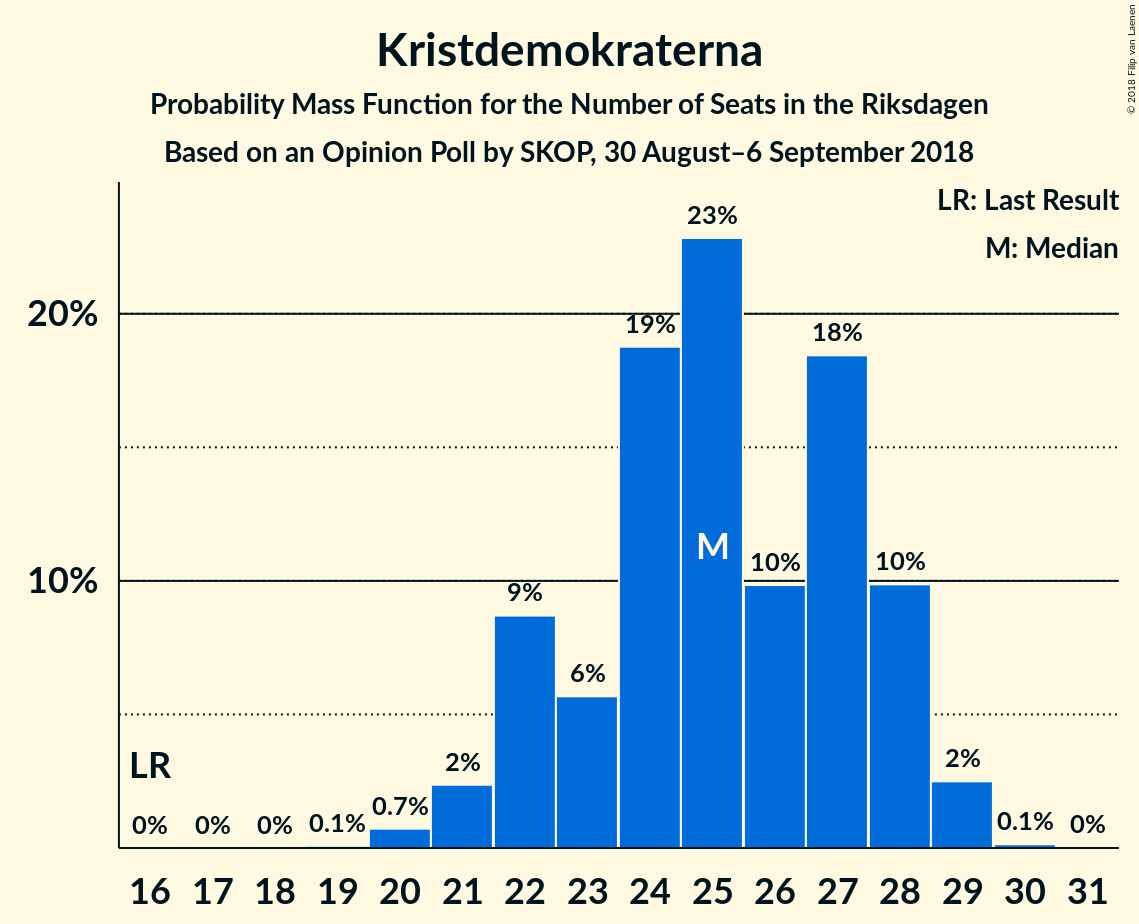 Kristdemokraterna
Probability Mass Function for the Number of Seats in the Riksdagen
Based on an Opinion Poll by SKOP, 30 August–6 September 2018
© 2018 Filip van Laenen
LR: Last Result
M: Median
20%
10%
LR
M
0% 0% 0% 0.1% 0.7% 2% 9% 6% 19% 23% 10% 18% 10% 2% 0.1% 0%
16 17 18 19 20 21 22 23 24 25 26 27 28 29 30 31